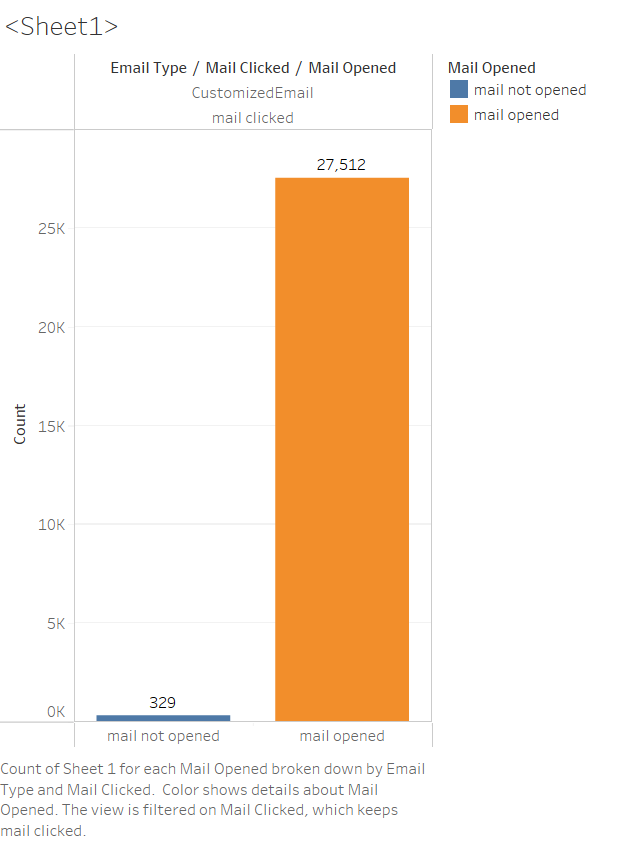 <Sheet1>
Email Type / Mail Clicked / Mail Opened
CustomizedEmail
mail clicked
Mail Opened
mail not opened
mail opened
27,512
25K
20K
15K
10K
5K
0K
Count
329
mail not opened
mail opened
Count of Sheet 1 for each Mail Opened broken down by Email
Type and Mail Clicked.  Color shows details about Mail
Opened. The view is filtered on Mail Clicked, which keeps
mail clicked.